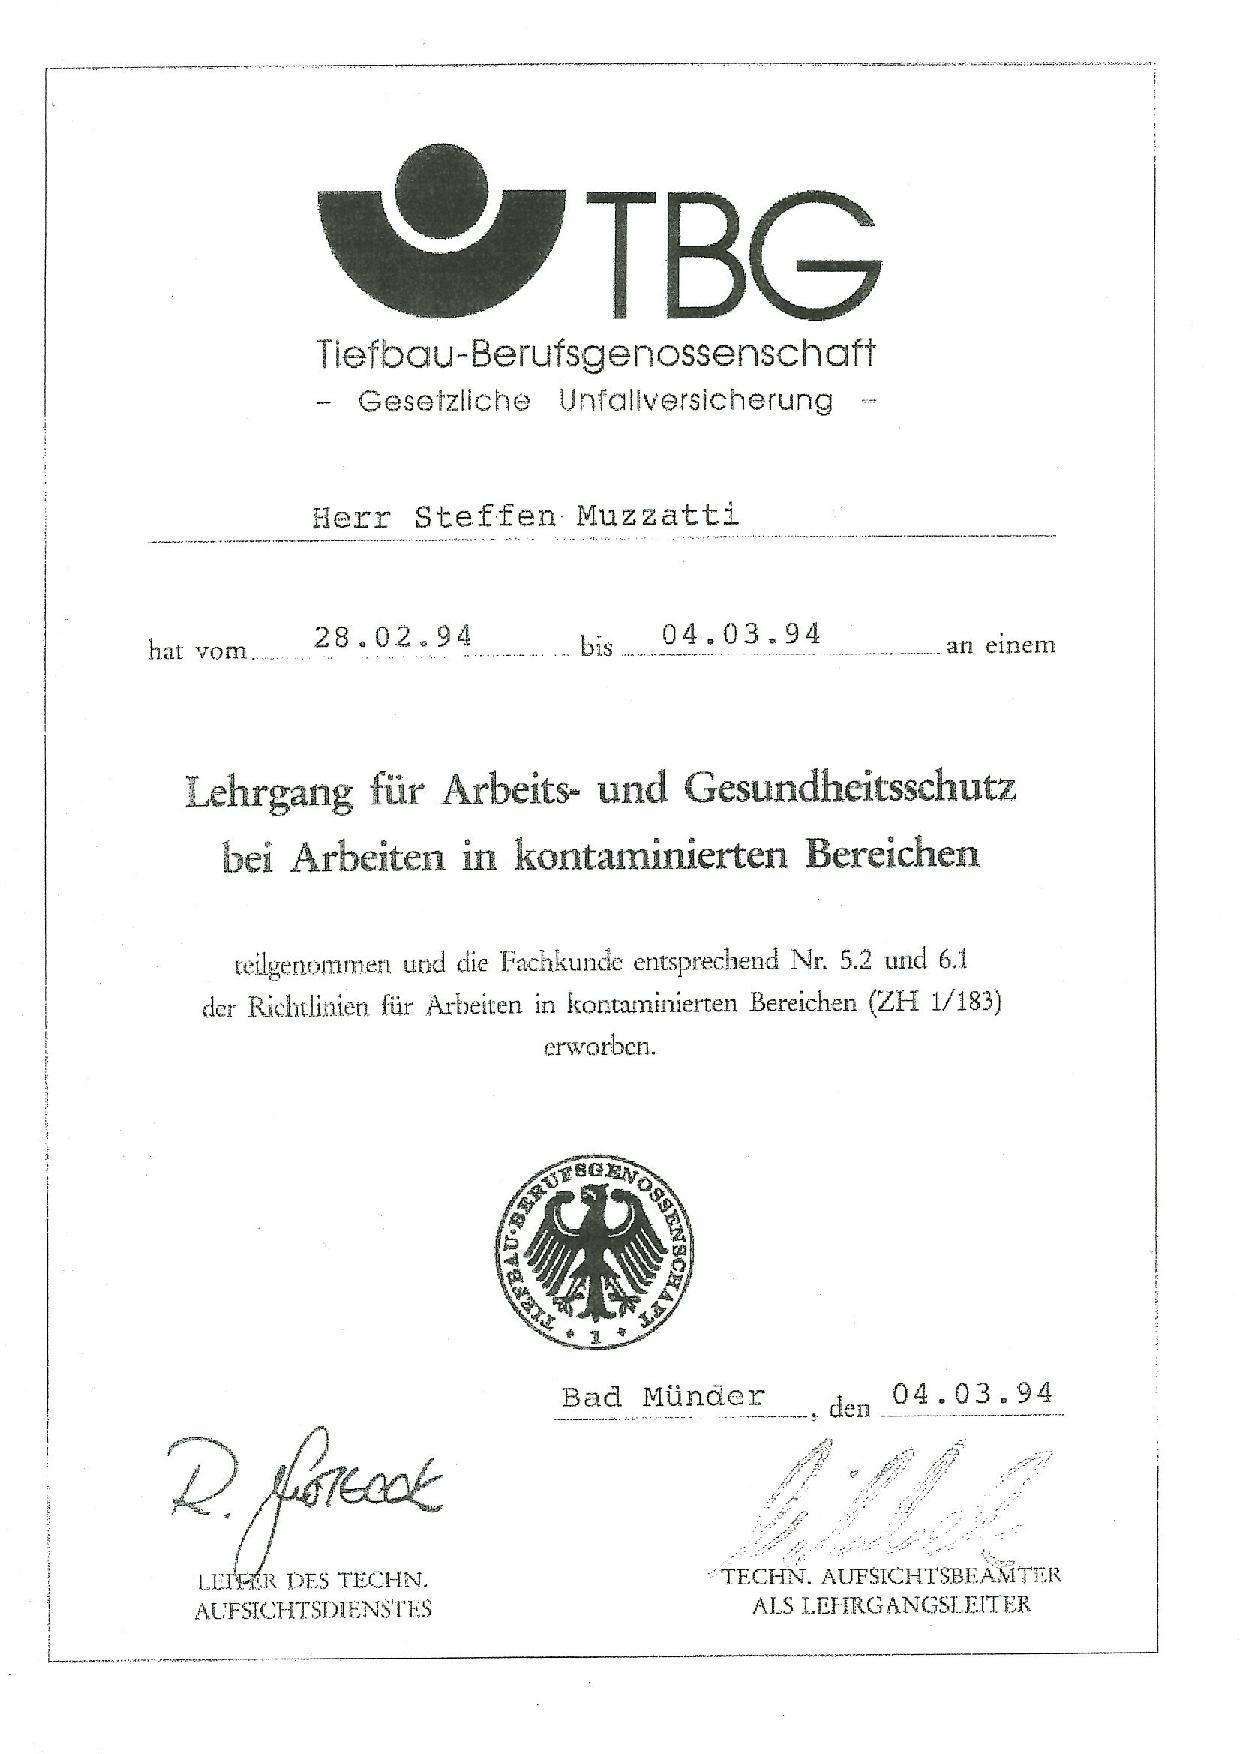 TBG
Tiefbau-Berufsgenossenschaft
- Gesetzliche Unfallversicherung -
Herr Steffen Muzzatti
hat vom 28.02.94 bis 04.03.94 an einem
Lehrgang für Arbeits- und Gesundheitsschutz
bei Arbeiten in kontaminierten Bereichen
teilgenommen und die Fachkunde entsprechend Nr. 5.2 und 6.1
der Richtlinien für Arbeiten in kontaminierten Bereichen (ZH 1/183)
erworben.
TIEFBAU-BERUFSGENOSSENSCHAFT
* 1 *
Bad Münder, den 04.03.94
R.
LEITER DES TECHN.
AUFSICHTSDIENSTES
TECHN. AUFSICHTSBEAMTER
ALS LEHRGANGSLEITER